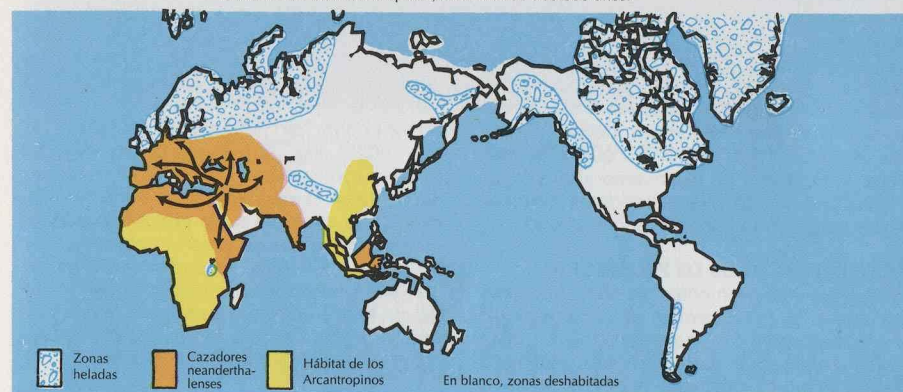 Zonas
heladas
Cazadores
neandertha-
lenses
Hábitat de los
Arcantropinos
En blanco, zonas deshabitadas